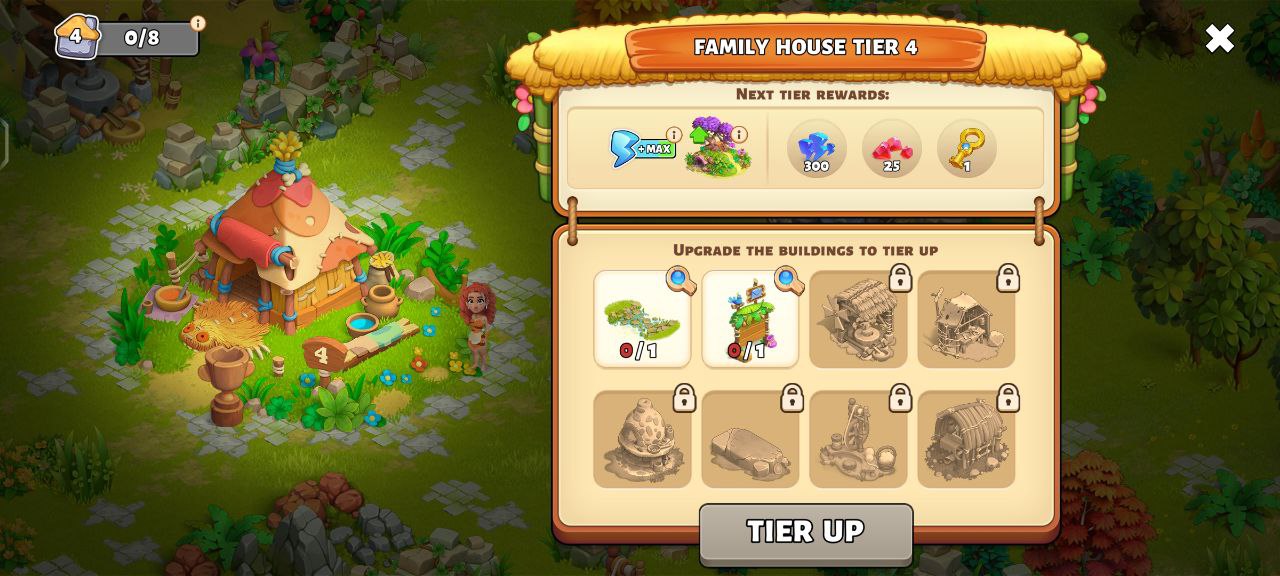 4 0/8
FAMILY HOUSE TIER 4
NEXT TIER REWARDS:
+MAX
300 25 1
UPGRADE THE BUILDINGS TO TIER UP
0/1 0/1
4
TIER UP